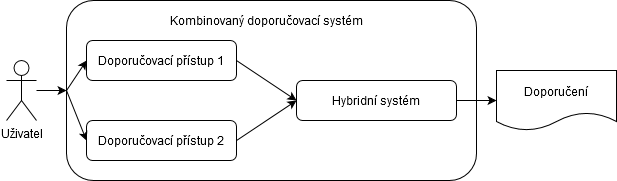 Kombinovaný doporučovací systém
Doporučovací přístup 1
Doporučení
Hybridní systém
Uživatel
Doporučovací přístup 2